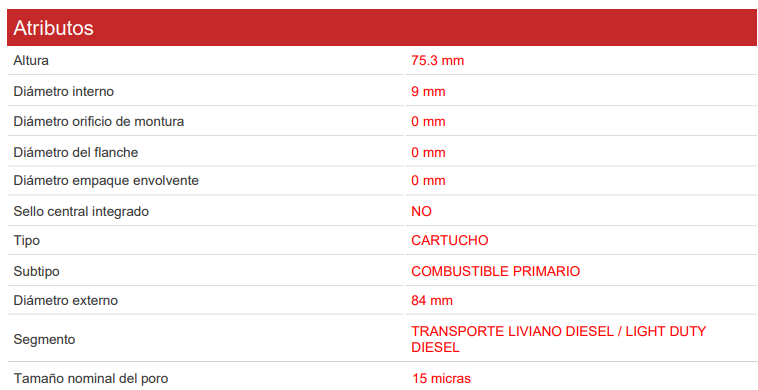 Atributos
Altura 75.3 mm
Diámetro interno 9 mm
Diámetro orificio de montura 0 mm
Diámetro del flanche 0 mm
Diámetro empaque envolvente 0 mm
Sello central integrado NO
Tipo CARTUCHO
Subtipo COMBUSTIBLE PRIMARIO
Diámetro externo 84 mm
Segmento TRANSPORTE LIVIANO DIESEL / LIGHT DUTY
DIESEL
Tamaño nominal del poro 15 micras